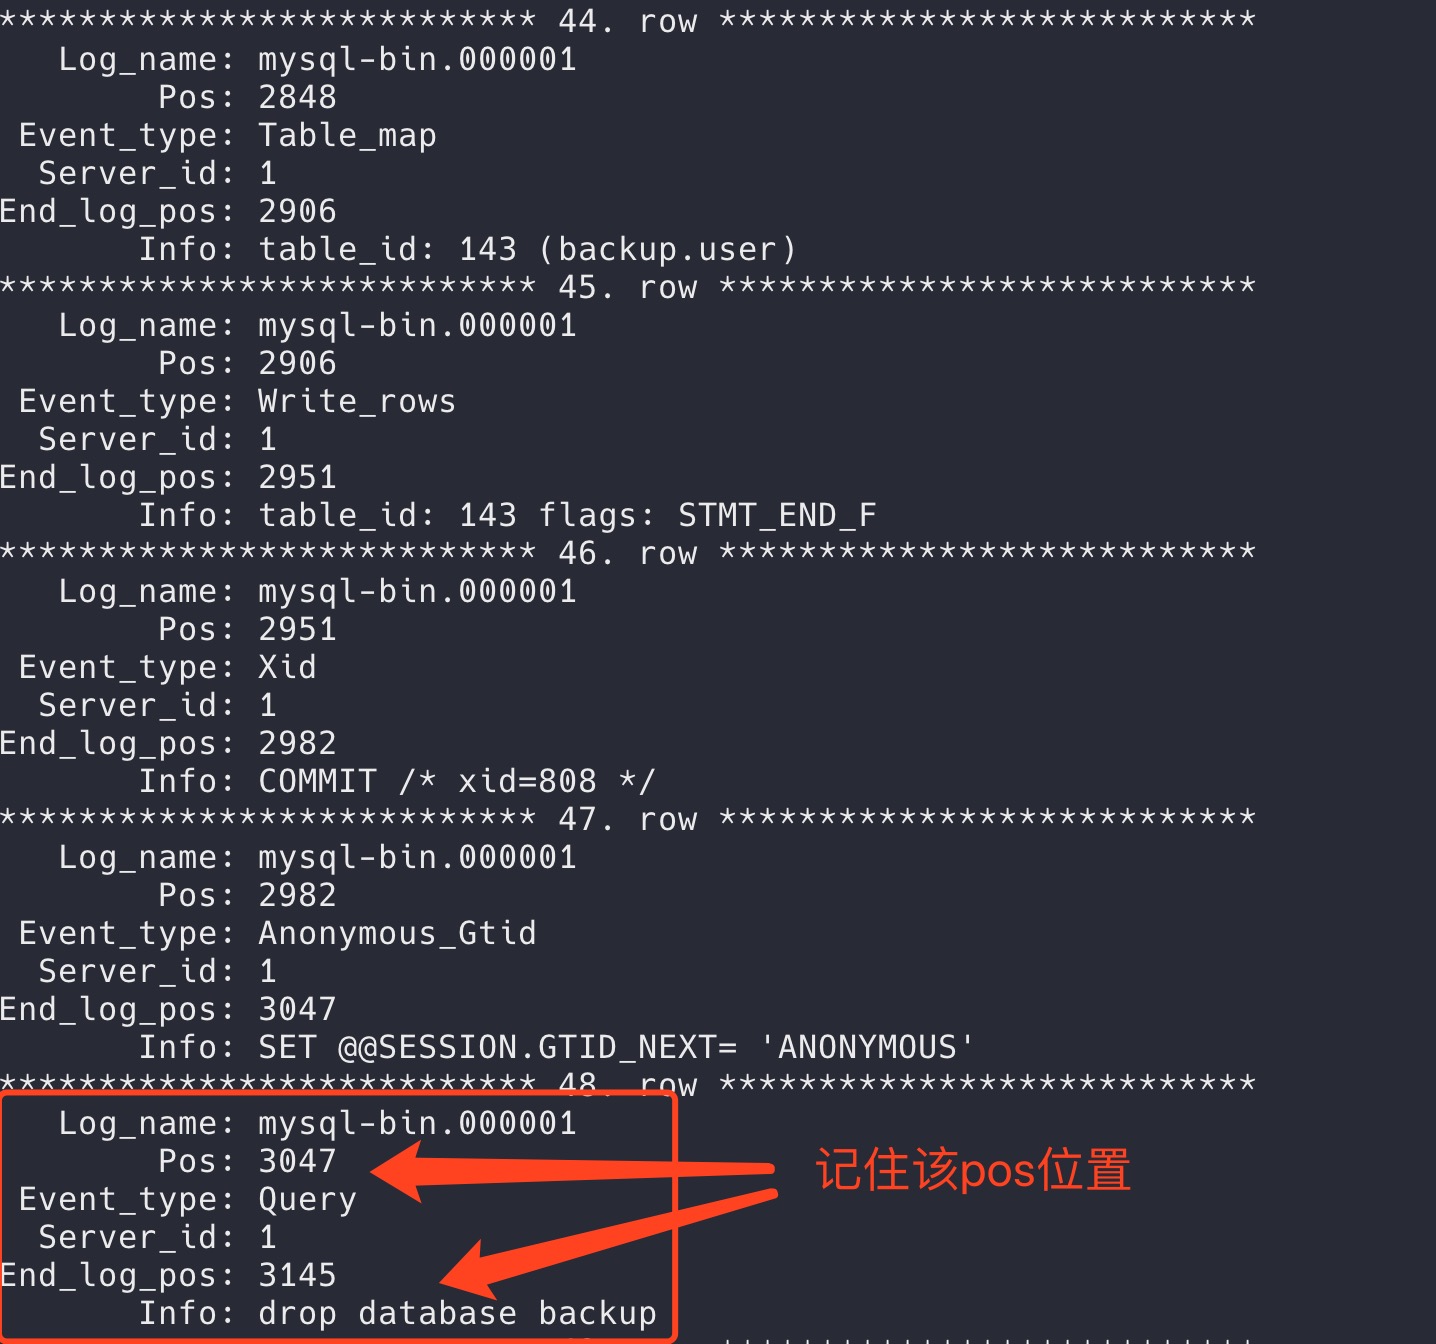 *************************** 44. row ***************************
Log_name: mysql-bin.000001
Pos: 2848
Event_type: Table_map
Server_id: 1
End_log_pos: 2906
Info: table_id: 143 (backup.user)
*************************** 45. row ***************************
Log_name: mysql-bin.000001
Pos: 2906
Event_type: Write_rows
Server_id: 1
End_log_pos: 2951
Info: table_id: 143 flags: STMT_END_F
*************************** 46. row ***************************
Log_name: mysql-bin.000001
Pos: 2951
Event_type: Xid
Server_id: 1
End_log_pos: 2982
Info: COMMIT /* xid=808 */
*************************** 47. row ***************************
Log_name: mysql-bin.000001
Pos: 2982
Event_type: Anonymous_Gtid
Server_id: 1
End_log_pos: 3047
Info: SET @@SESSION.GTID_NEXT= 'ANONYMOUS'
*************************** 48. row ***************************
Log_name: mysql-bin.000001
Pos: 3047
记住该pos位置
Event_type: Query
Server_id: 1
End_log_pos: 3145
Info: drop database backup